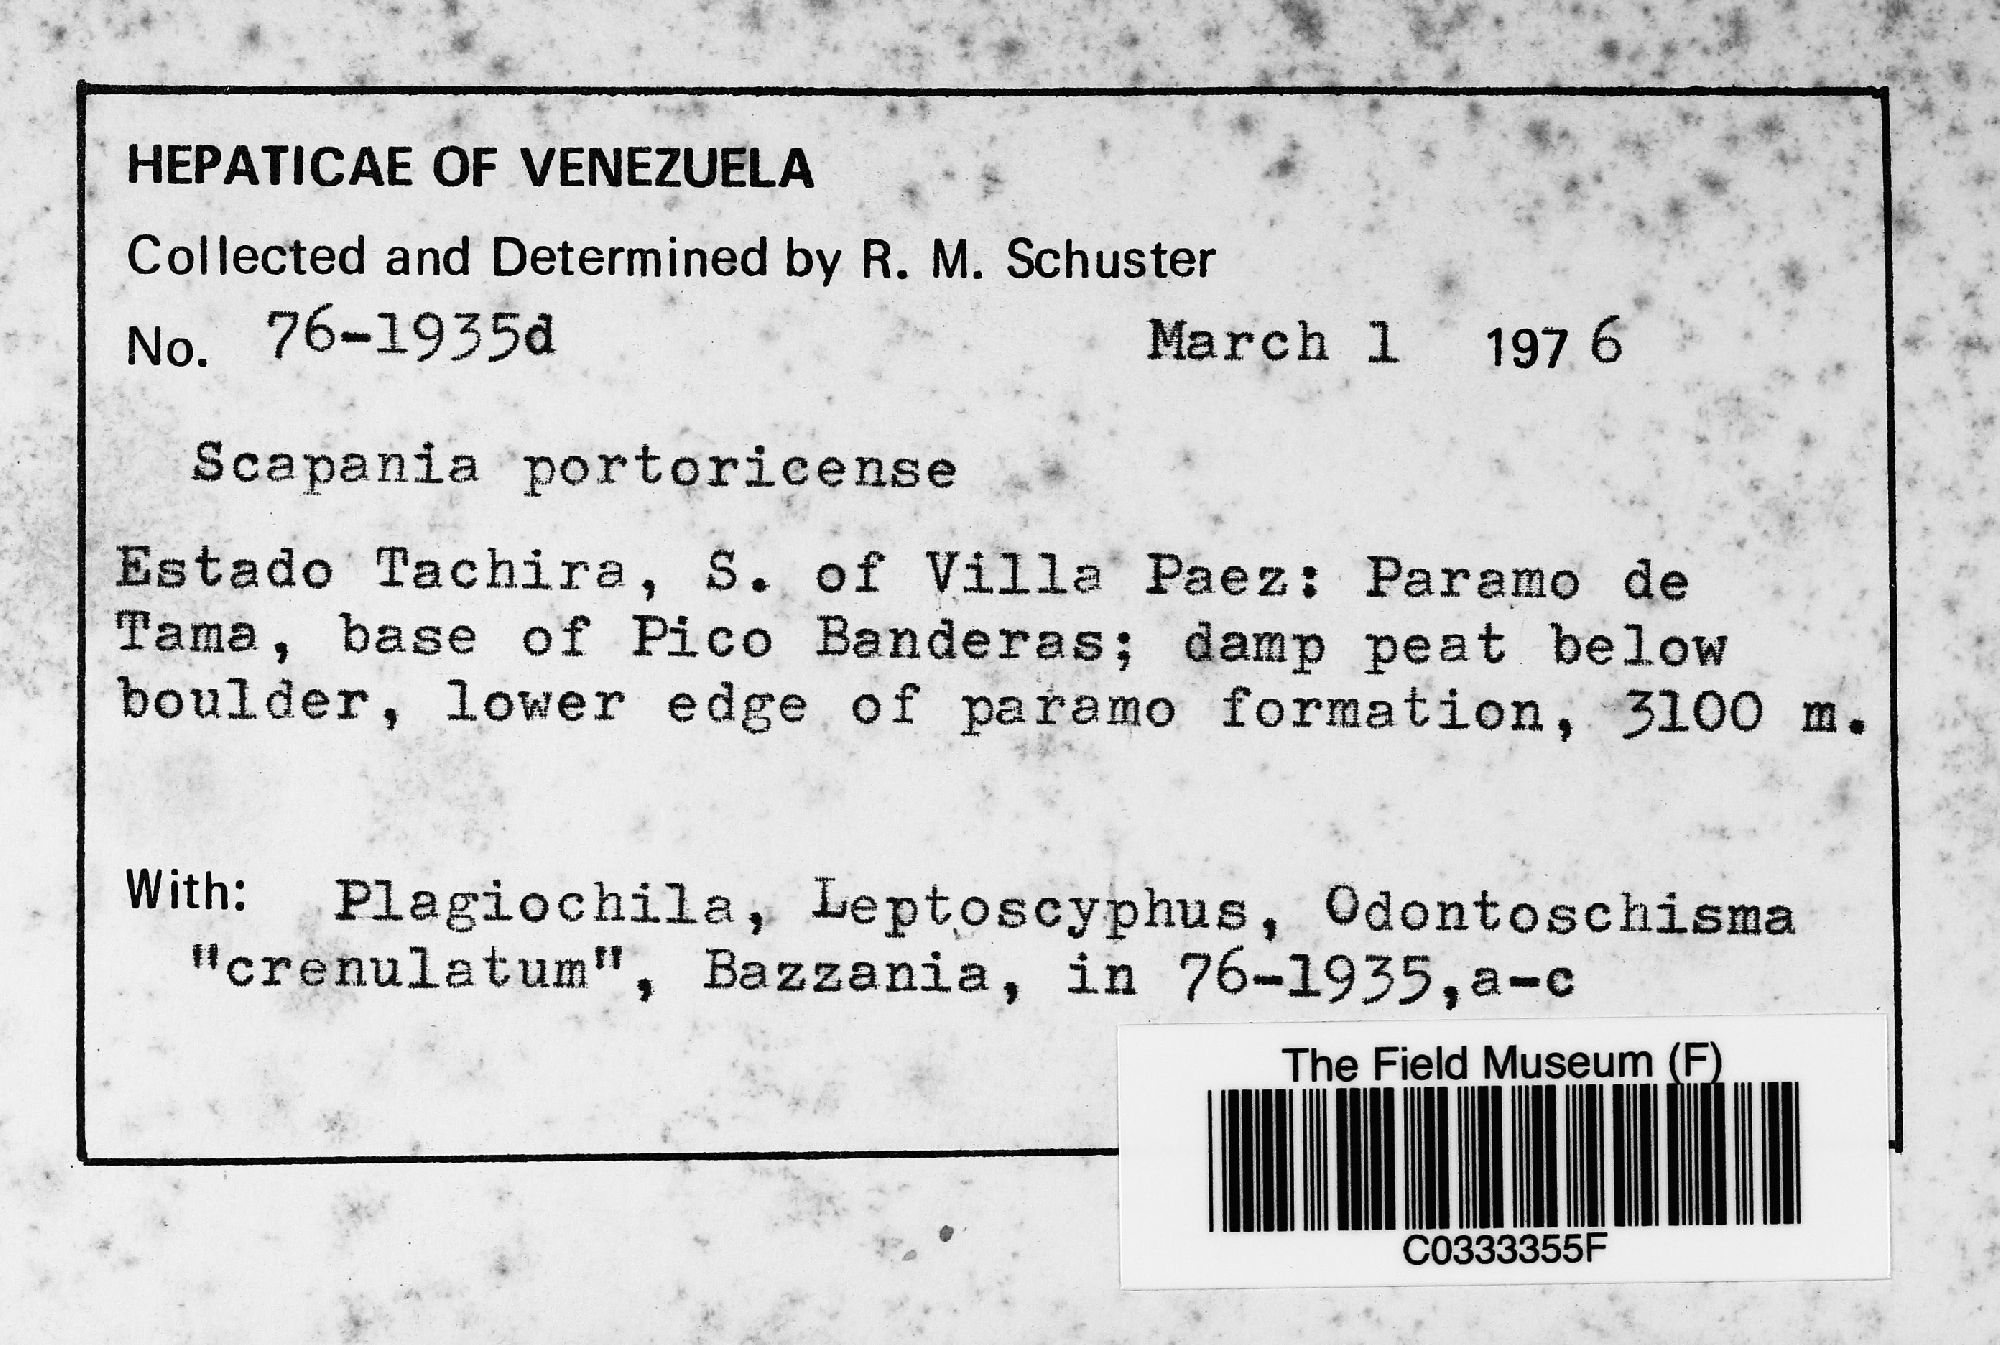 HEPATICAE OF VENEZUELA
Collected and Determined by R. M. Schuster
No. 76-1935d March 1 1976
Scapania portoricense
Estado Tachira, S. of Villa Paez: Paramo de
Tama, base of Pico Banderas; damp peat below
boulder, lower edge of paramo formation, 3100 m.
With: Plagiochila, Leptoscyphus, Odontoschisma
"crenulatum", Bazzania, in 76-1935,a-c
The Field Museum (F)
C0333355F